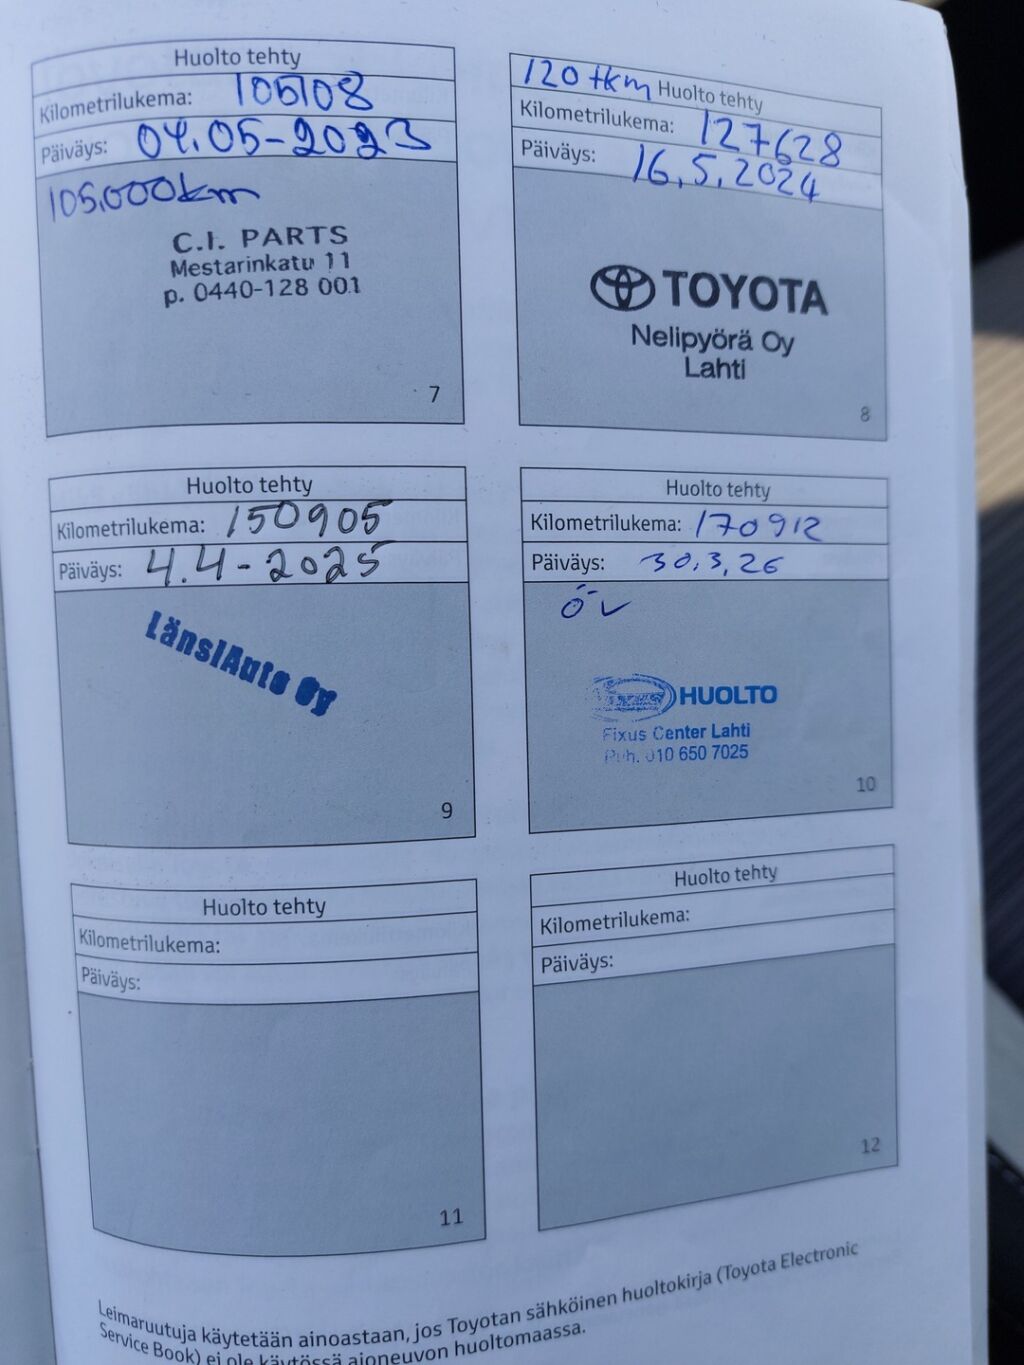 Huolto tehty
Kilometrilukema: 105108
Päiväys: 04.05-2023
105.000km
C.I. PARTS
Mestarinkatu 11
p. 0440-128 001
7
120 tkm Huolto tehty
Kilometrilukema: 127628
Päiväys: 16.5.2024
TOYOTA
Nelipyörä Oy
Lahti
8
Huolto tehty
Kilometrilukema: 150905
Päiväys: 4.4-2025
LänsiAuto Oy
9
Huolto tehty
Kilometrilukema: 170912
Päiväys: 30.3.26
Ö-✓
HUOLTO
Fixus Center Lahti
Puh. 010 650 7025
10
Huolto tehty
Kilometrilukema:
Päiväys:
11
Huolto tehty
Kilometrilukema:
Päiväys:
12
Leimaruutuja käytetään ainoastaan, jos Toyotan sähköinen huoltokirja (Toyota Electronic
Service Book) ei ole käytössä ajoneuvon huoltomaassa.